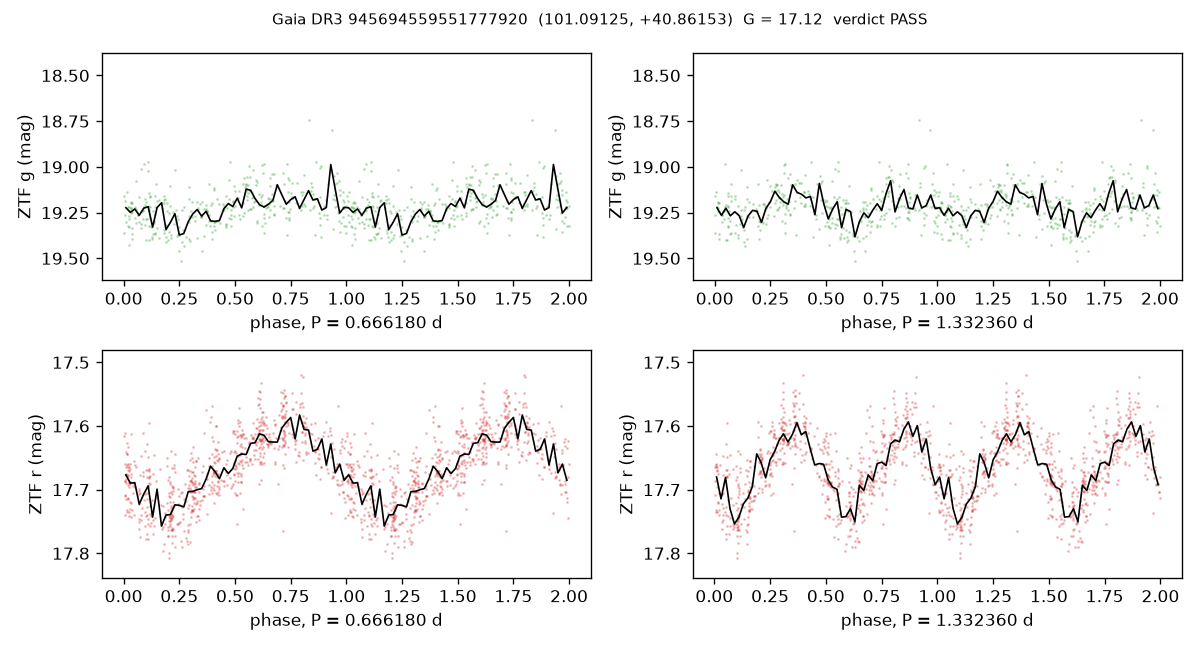 Gaia DR3 945694559551777920 (101.09125, +40.86153) G = 17.12 verdict PASS
ZTF g (mag)
18.50
18.75
19.00
19.25
19.50
0.00 0.25 0.50 0.75 1.00 1.25 1.50 1.75 2.00
phase, P = 0.666180 d
ZTF g (mag)
18.50
18.75
19.00
19.25
19.50
0.00 0.25 0.50 0.75 1.00 1.25 1.50 1.75 2.00
phase, P = 1.332360 d
ZTF r (mag)
17.5
17.6
17.7
17.8
0.00 0.25 0.50 0.75 1.00 1.25 1.50 1.75 2.00
phase, P = 0.666180 d
ZTF r (mag)
17.5
17.6
17.7
17.8
0.00 0.25 0.50 0.75 1.00 1.25 1.50 1.75 2.00
phase, P = 1.332360 d